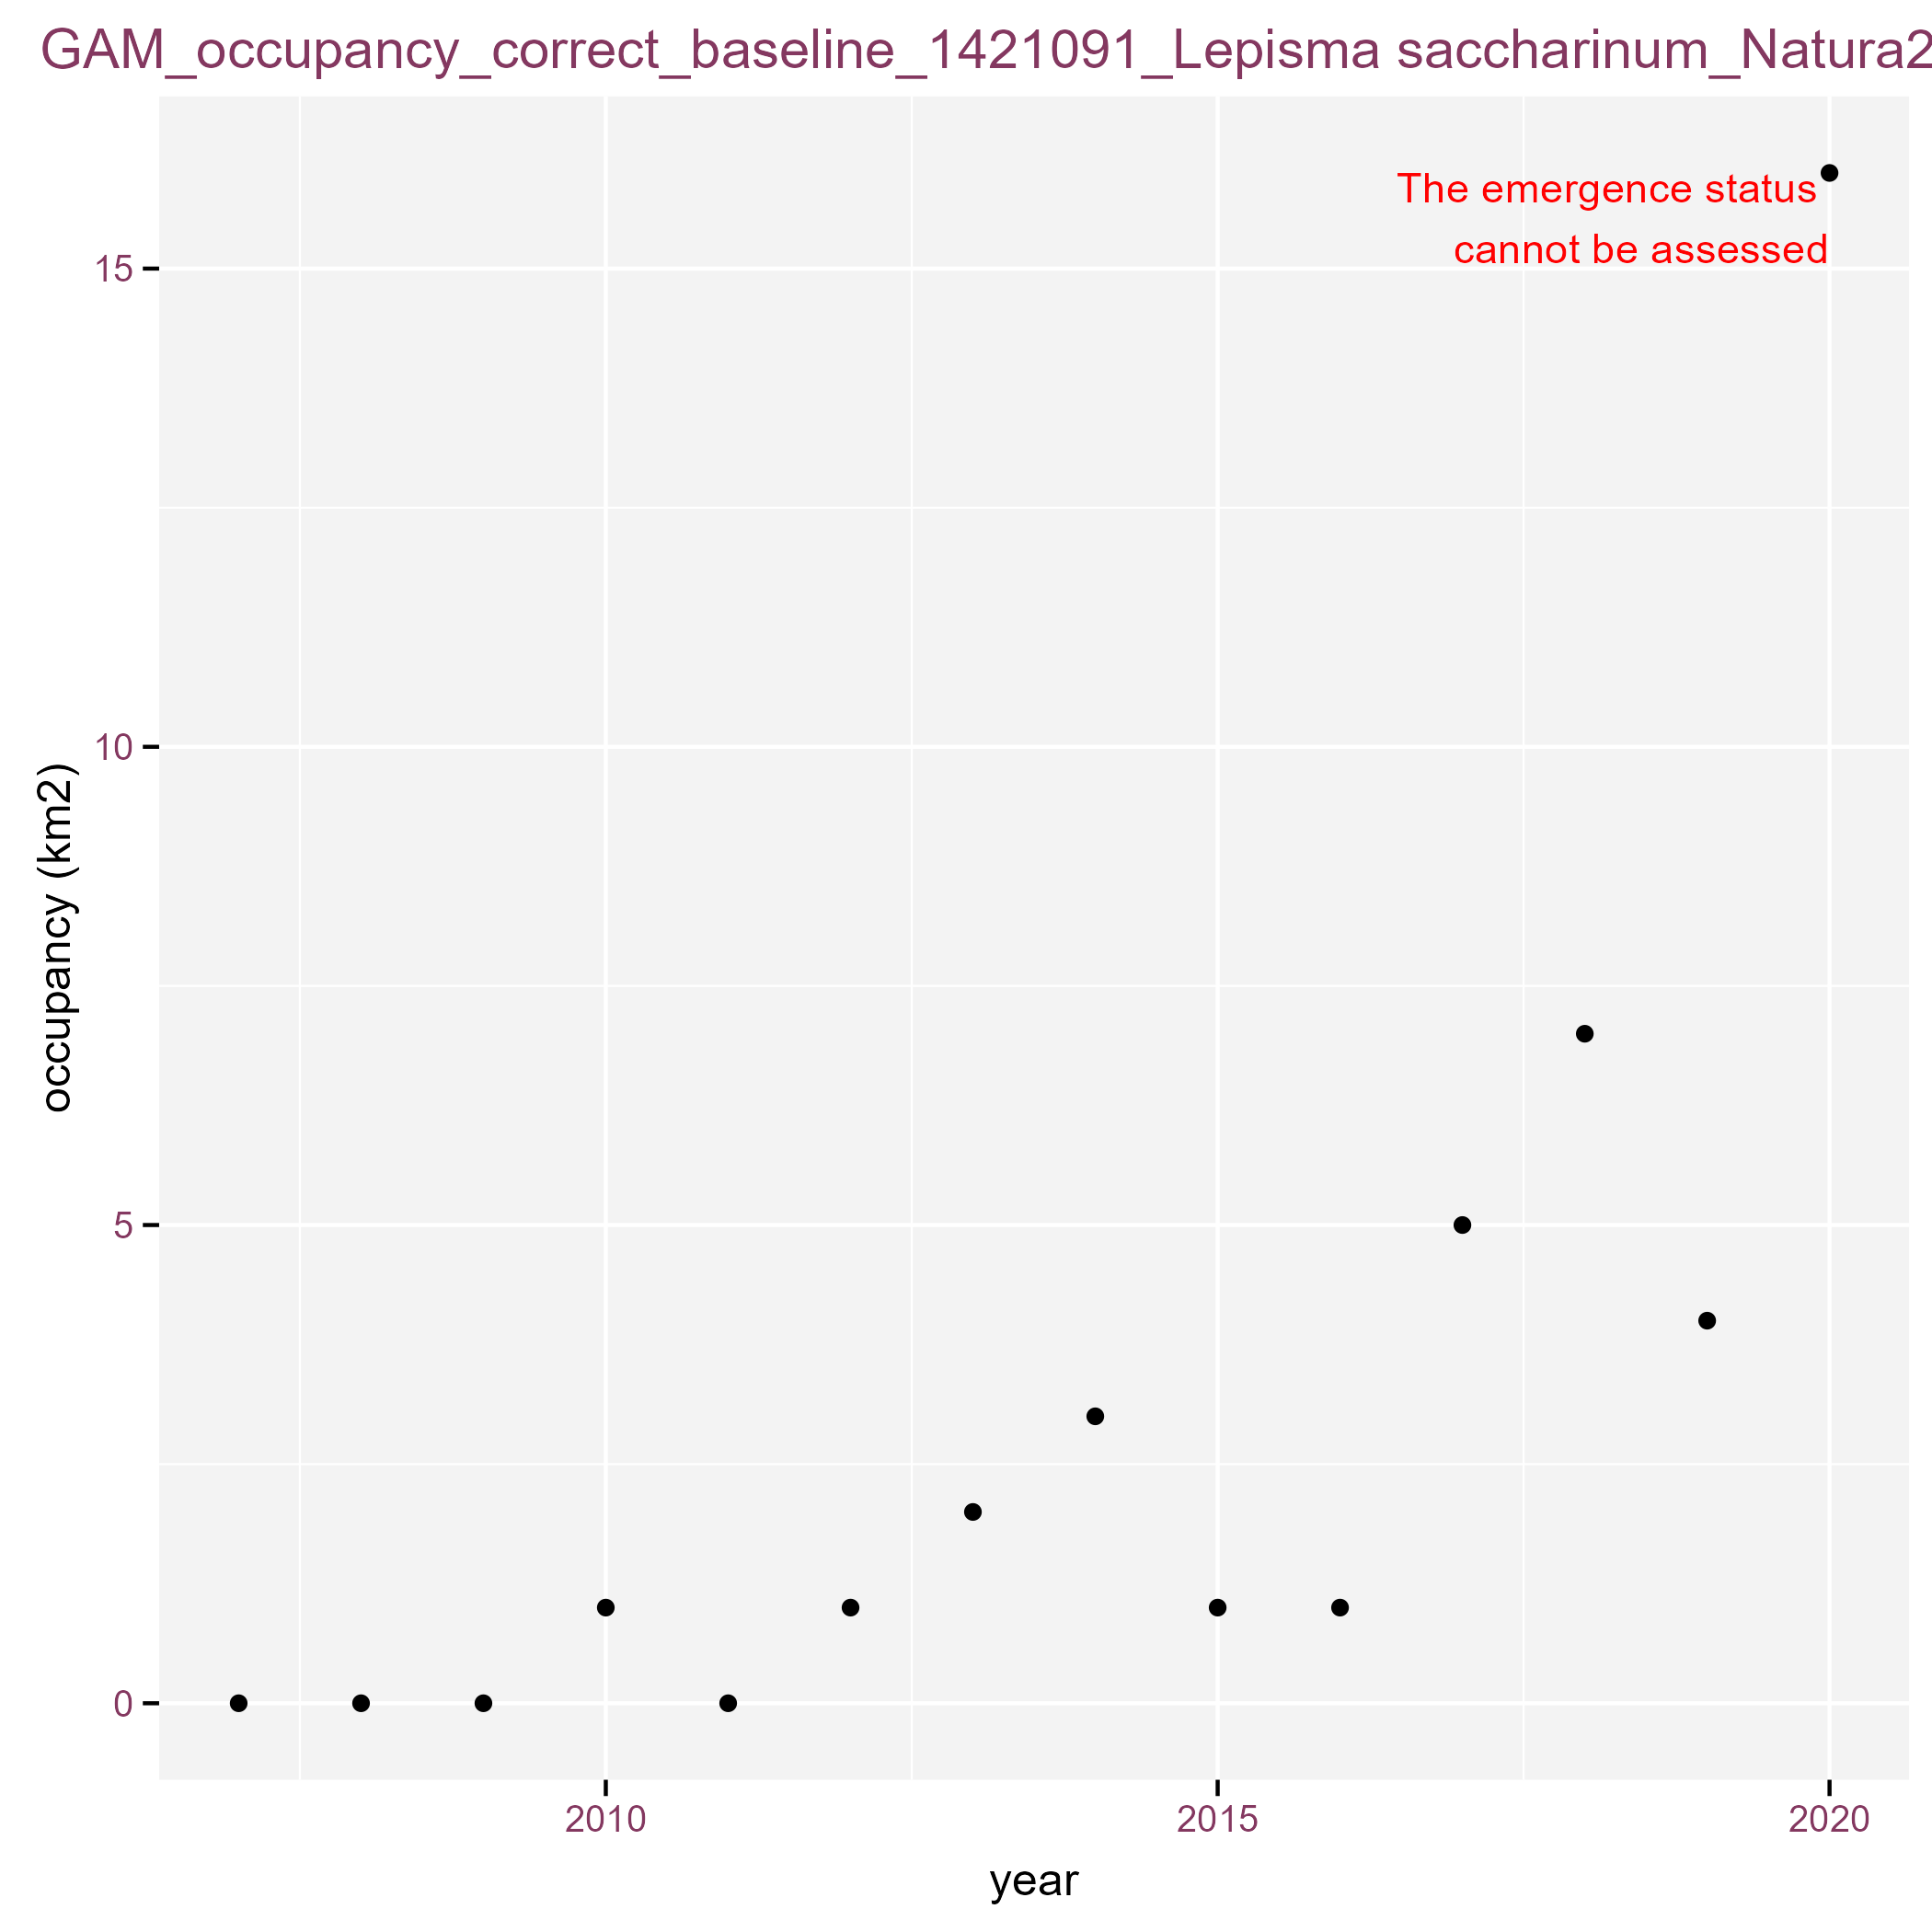 GAM_occupancy_correct_baseline_1421091_Lepisma saccharinum_Natura2
The emergence status
cannot be assessed
15
10
5
0
occupancy (km2)
2010 2015 2020
year